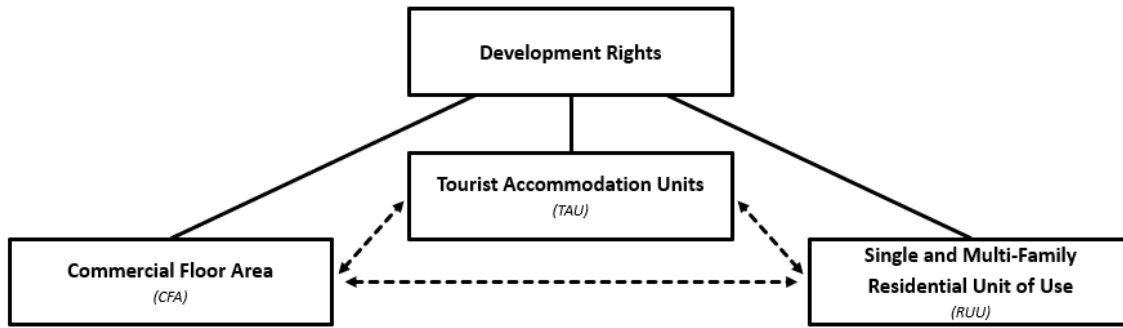 Development Rights
Tourist Accommodation Units
(TAU)
Commercial Floor Area
(CFA)
Single and Multi-Family
Residential Unit of Use
(RUU)